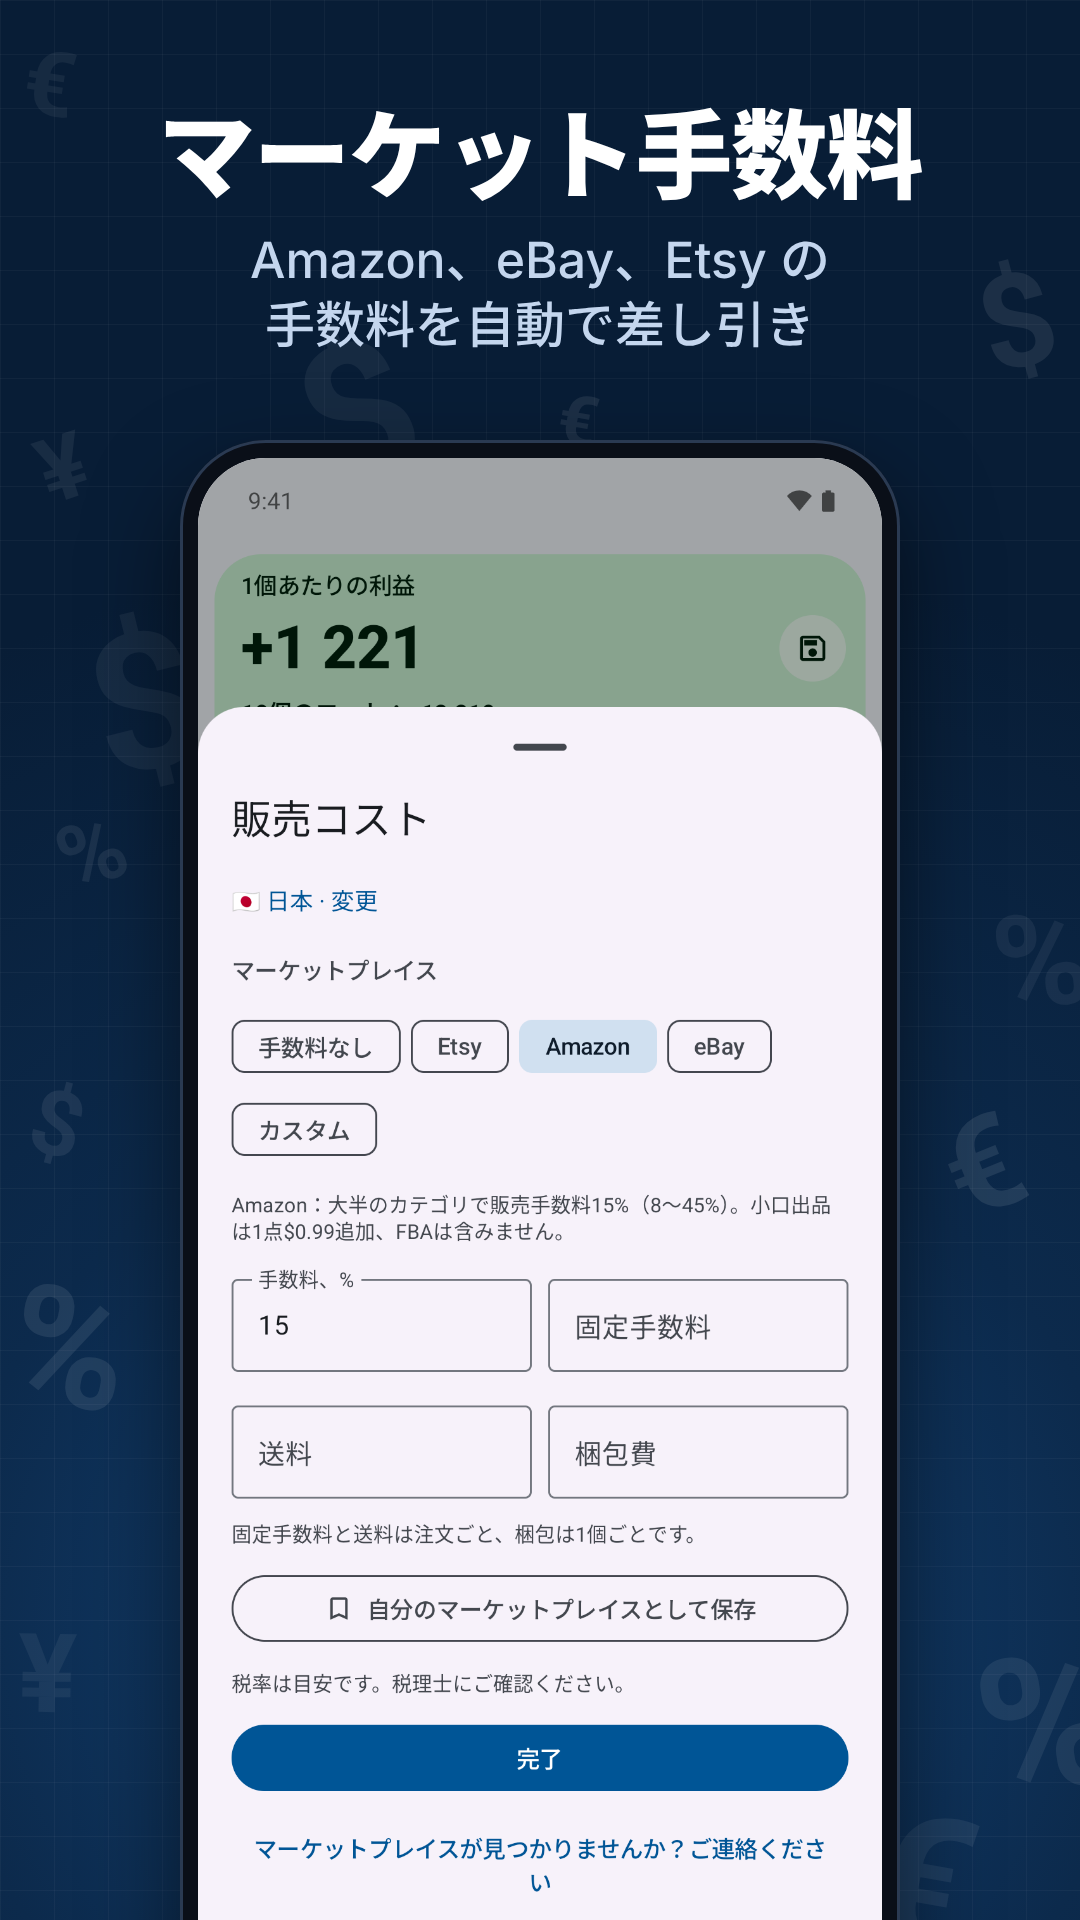 マーケット手数料
Amazon、eBay、Etsy の
手数料を自動で差し引き
9:41
1個あたりの利益
+1 221
販売コスト
日本 · 変更
マーケットプレイス
手数料なし
Etsy
Amazon
eBay
カスタム
Amazon：大半のカテゴリで販売手数料15%（8〜45%）。小口出品
は1点$0.99追加、FBAは含みません。
手数料、%
15
固定手数料
送料
梱包費
固定手数料と送料は注文ごと、梱包は1個ごとです。
自分のマーケットプレイスとして保存
税率は目安です。税理士にご確認ください。
完了
マーケットプレイスが見つかりませんか？ご連絡くださ
い